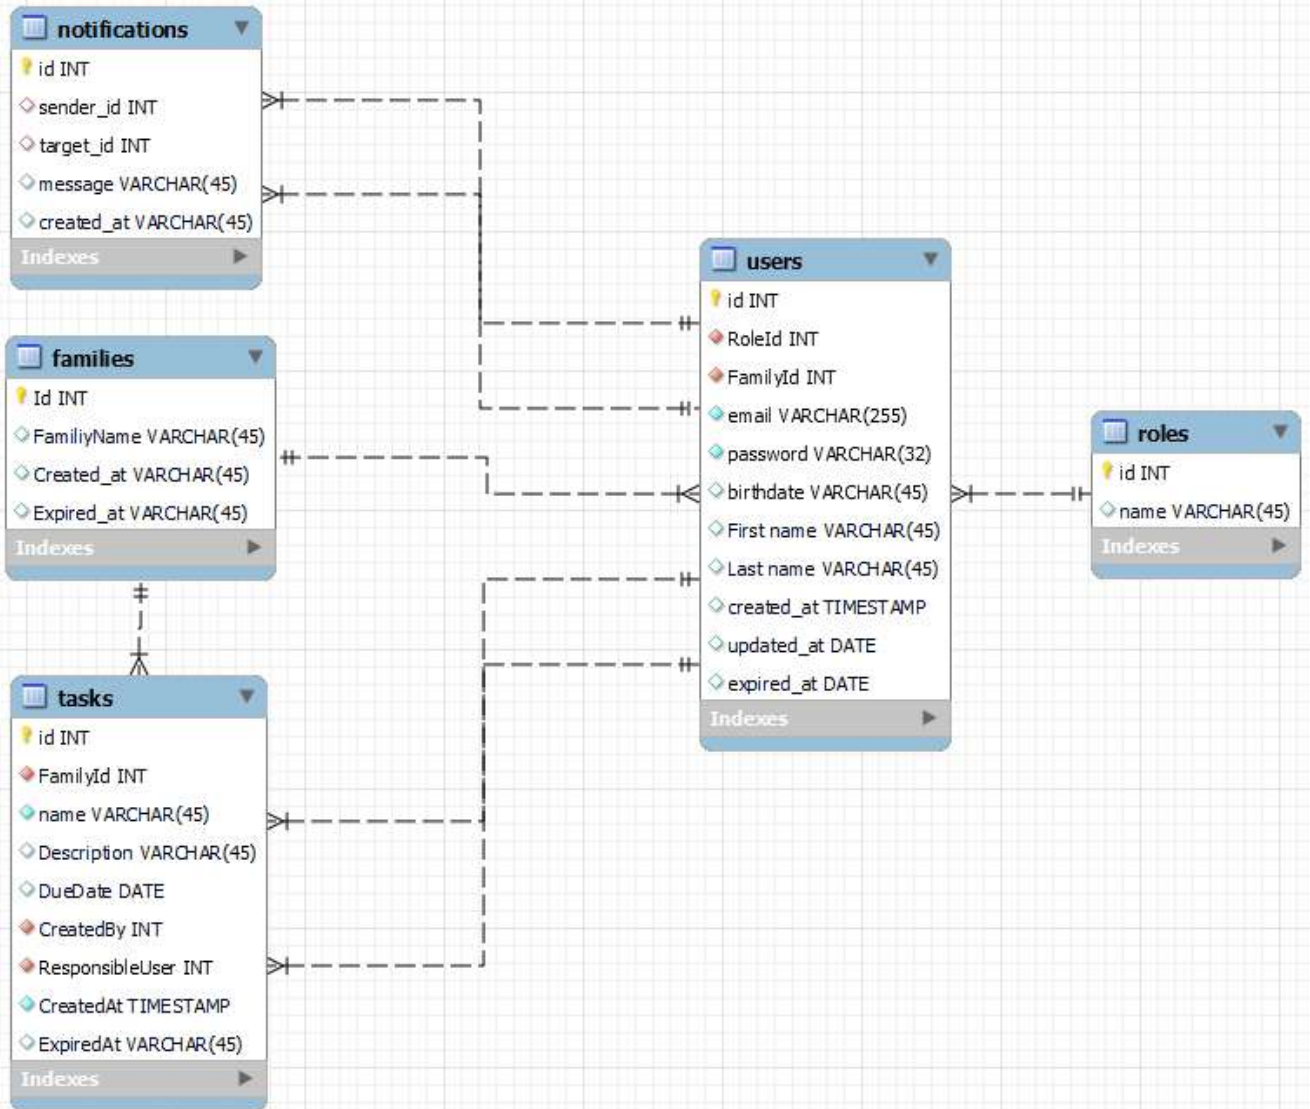 notifications
id INT
sender_id INT
target_id INT
message VARCHAR(45)
created_at VARCHAR(45)
Indexes
families
Id INT
FamiliyName VARCHAR(45)
Created_at VARCHAR(45)
Expired_at VARCHAR(45)
Indexes
tasks
id INT
FamilyId INT
name VARCHAR(45)
Description VARCHAR(45)
DueDate DATE
CreatedBy INT
ResponsibleUser INT
CreatedAt TIMESTAMP
ExpiredAt VARCHAR(45)
Indexes
users
id INT
RoleId INT
FamilyId INT
email VARCHAR(255)
password VARCHAR(32)
birthdate VARCHAR(45)
First name VARCHAR(45)
Last name VARCHAR(45)
created_at TIMESTAMP
updated_at DATE
expired_at DATE
Indexes
roles
id INT
name VARCHAR(45)
Indexes